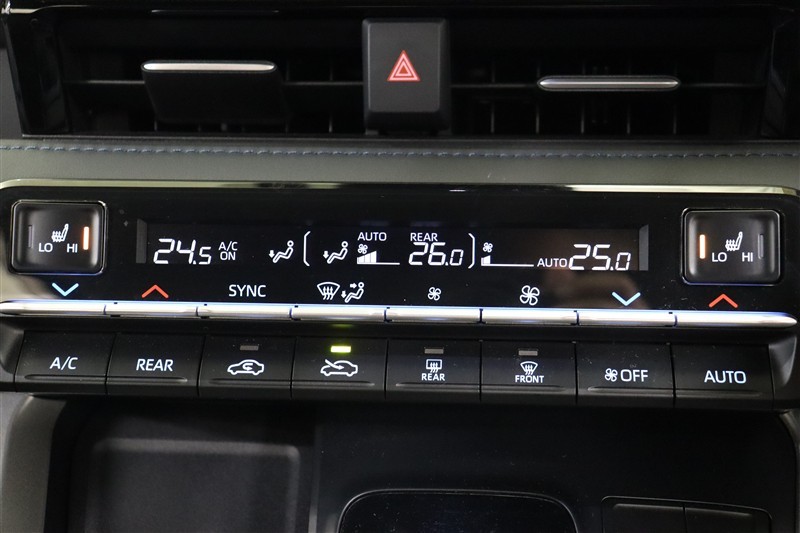 LO HI
24.5 A/C ON
AUTO REAR 26.0
AUTO 25.0
LO HI
SYNC
A/C
REAR
REAR
FRONT
OFF
AUTO